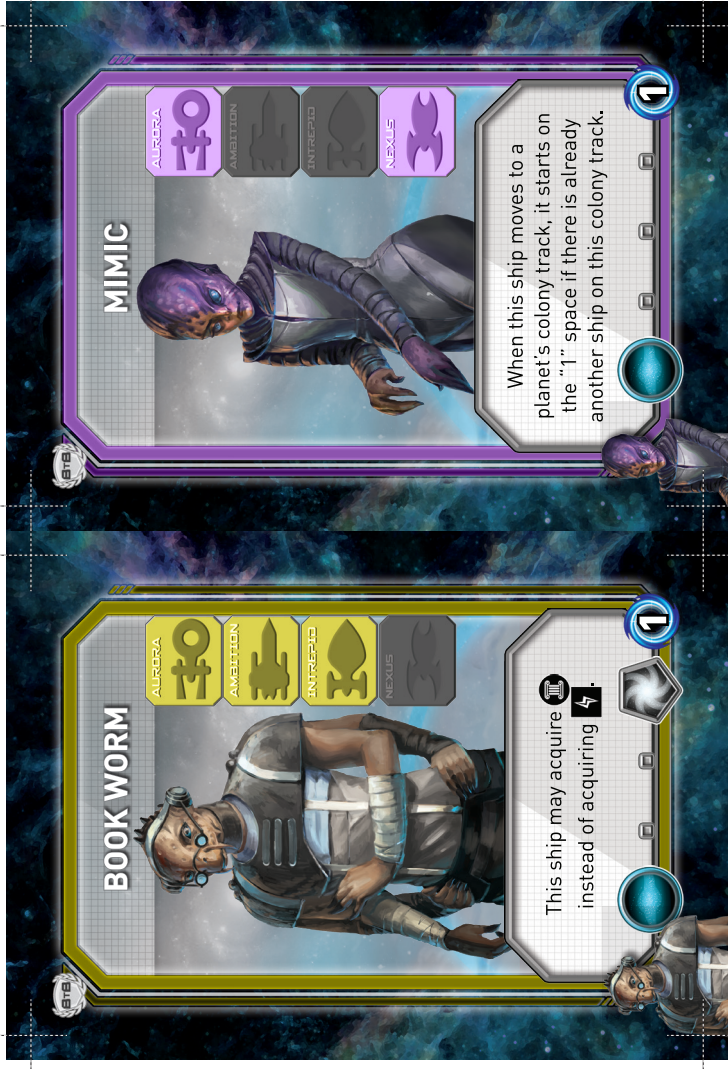 MIMIC
AURORA
AMBITION
INTREPID
NEXUS
When this ship moves to a
planet's colony track, it starts on
the "1" space if there is already
another ship on this colony track.
1
BTB
BOOK WORM
AURORA
AMBITION
INTREPID
NEXUS
This ship may acquire
instead of acquiring .
1
BTB